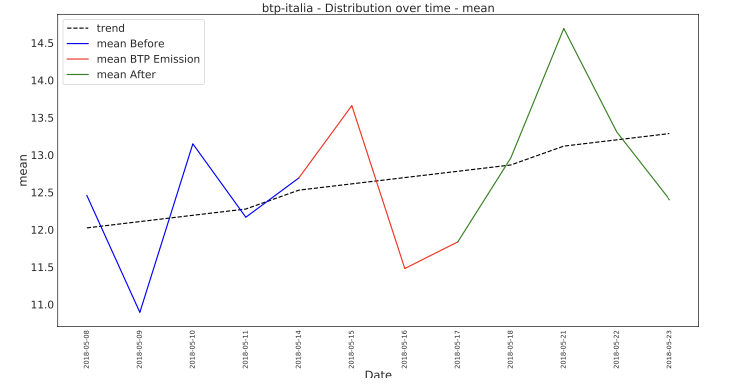 btp-italia - Distribution over time - mean
trend
mean Before
mean BTP Emission
mean After
14.5
14.0
13.5
13.0
12.5
12.0
11.5
11.0
mean
2018-05-08
2018-05-09
2018-05-10
2018-05-11
2018-05-14
2018-05-15
2018-05-16
2018-05-17
2018-05-18
2018-05-21
2018-05-22
2018-05-23
Date